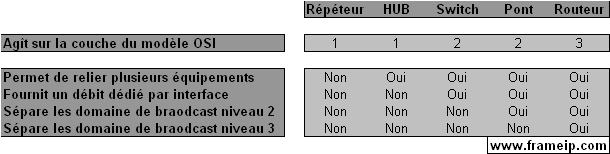 Répéteur HUB Switch Pont Routeur
Agît sur la couche du modèle OSI 1 1 2 2 3
Permet de relier plusieurs équipements Non Oui Oui Oui Oui
Fournit un débit dédié par interface Non Non Oui Oui Oui
Sépare les domaine de braodcast niveau 2 Non Non Non Oui Oui
Sépare les domaine de braodcast niveau 3 Non Non Non Non Oui
www.frameip.com